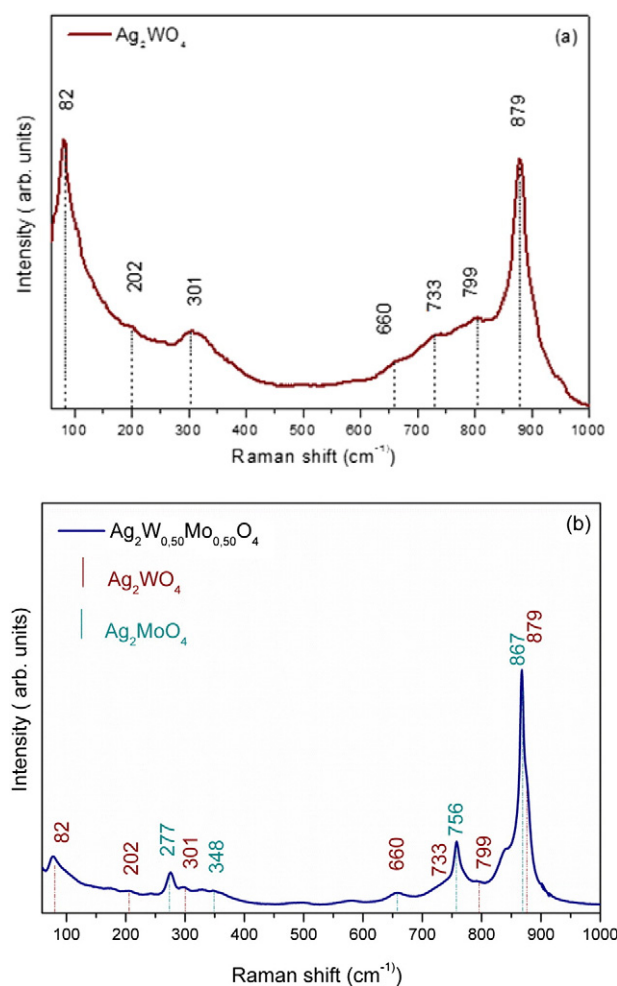 Ag₂WO₄
(a)
82
202
301
660
733
799
879
Intensity ( arb. units)
100 200 300 400 500 600 700 800 900 1000
Raman shift (cm⁻¹)
Ag₂W₀,₅₀Mo₀,₅₀O₄
(b)
Ag₂WO₄
Ag₂MoO₄
82
202
277
301
348
660
733
756
799
867
879
Intensity ( arb. units)
100 200 300 400 500 600 700 800 900 1000
Raman shift (cm⁻¹)